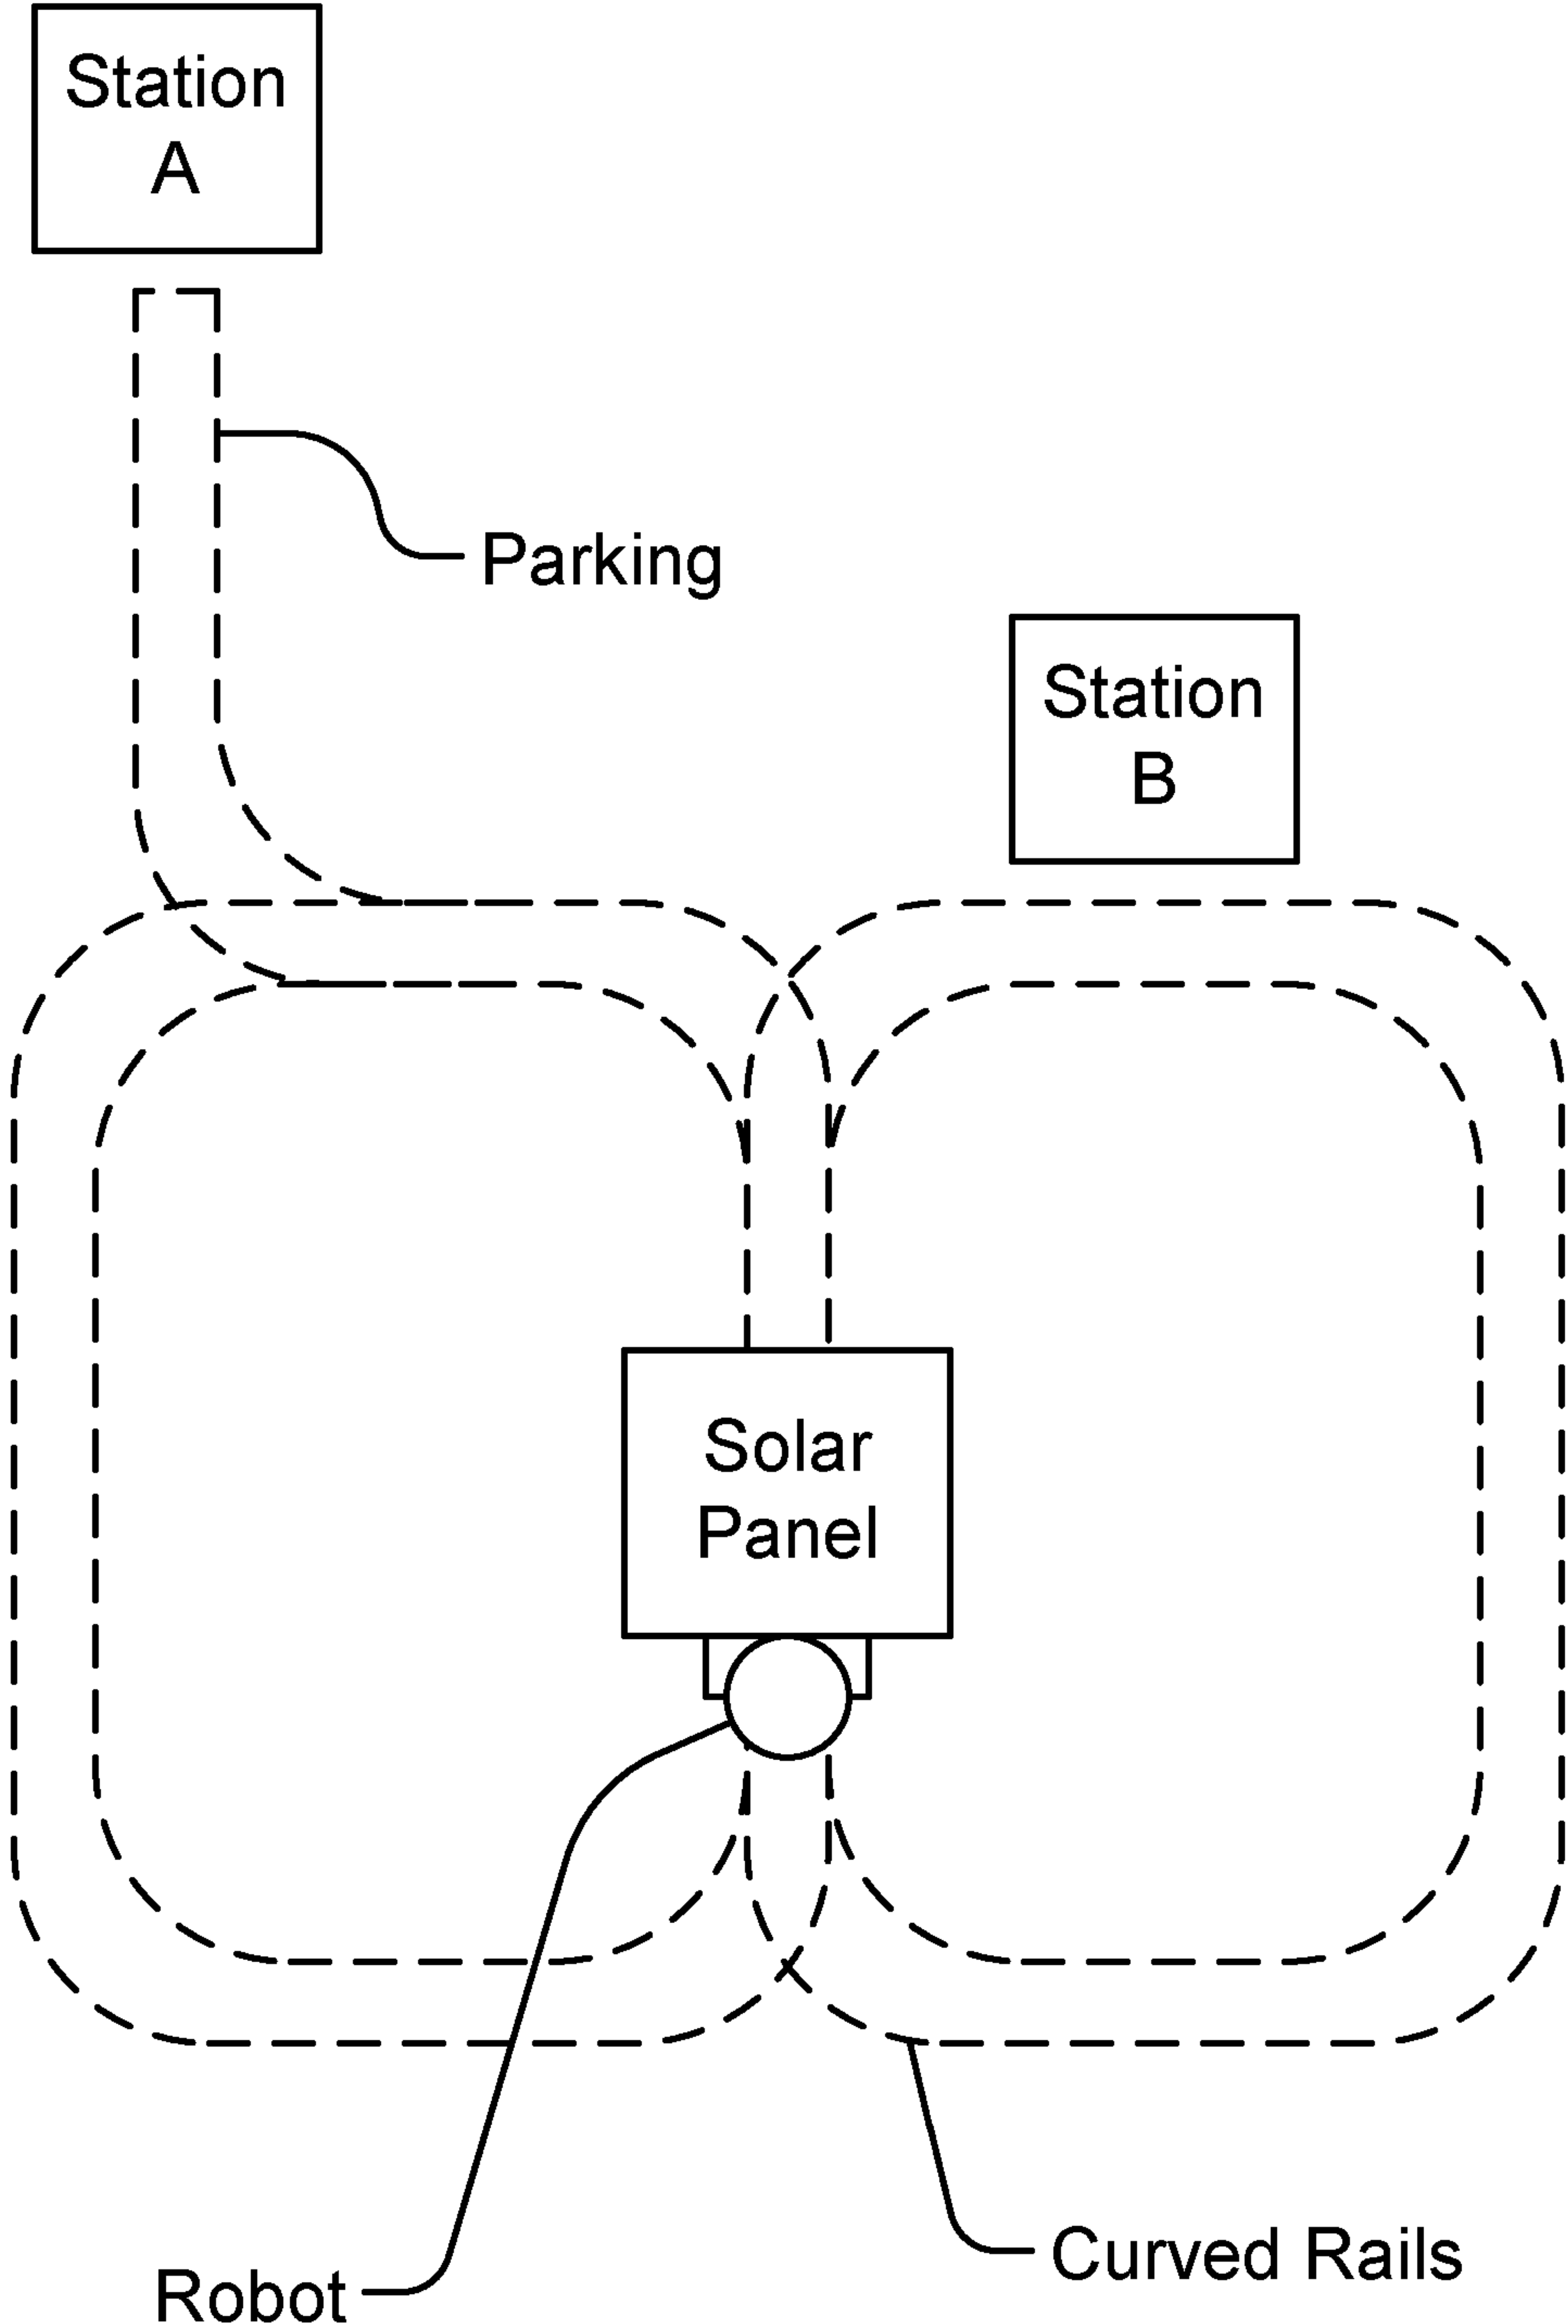 Station
A
Parking
Station
B
Solar
Panel
Curved Rails
Robot